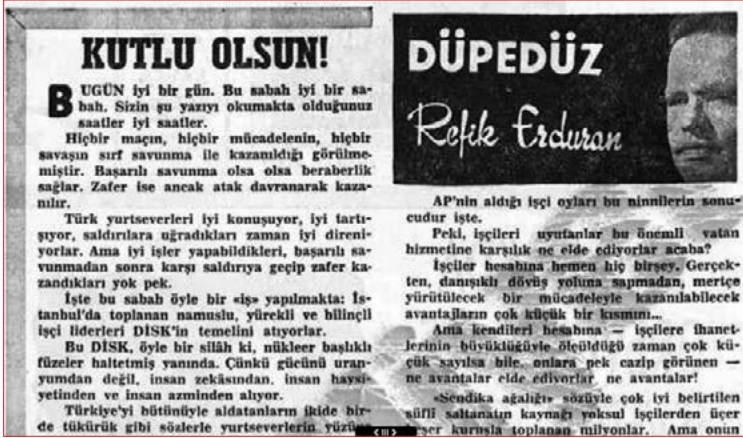 KUTLU OLSUN!
BUGÜN iyi bir gün. Bu sabah iyi bir sa-
bah. Sizin şu yazıyı okumakta olduğunuz
saatler iyi saatler.
Hiçbir maçın, hiçbir mücadelenin, hiçbir
savaşın sırf savunma ile kazanıldığı görülme-
miştir. Başarılı savunma olsa olsa beraberlik
sağlar. Zafer ise ancak atak davranarak kaza-
nılır.
Türk yurtseverleri iyi konuşuyor, iyi tartı-
şıyor, saldırılara uğradıkları zaman iyi direni-
yorlar. Ama iyi işler yapabildikleri, başarılı sa-
vunmadan sonra karşı saldırıya geçip zafer ka-
zandıkları yok pek.
İşte bu sabah öyle bir «iş» yapılmakta: İs-
tanbul'da toplanan namuslu, yürekli ve bilinçli
işçi liderleri DİSK'in temelini atıyorlar.
Bu DİSK, öyle bir silâh ki, nükleer başlıklı
füzeler haltetmiş yanında. Çünkü gücünü uran-
yumdan değil, insan zekâsından, insan haysi-
yetinden ve insan azminden alıyor.
Türkiye'yi bütünüyle aldatanların ikide bir-
de tükürük gibi sözlerle yurtseverlerin yüzüne
DÜPEDÜZ
Refik Erduran
AP'nin aldığı işçi oyları bu ninnilerin sonu-
cudur işte.
Peki, işçileri uyutanlar bu önemli vatan
hizmetine karşılık ne elde ediyorlar acaba?
İşçiler hesabına hemen hiç birşey. Gerçek-
ten, danışıklı dövüş yoluna sapmadan, mertçe
yürütülecek bir mücadeleyle kazanılabilecek
avantajların çok küçük bir kısmını...
Ama kendileri hesabına — işçilere ihanet-
lerinin büyüklüğüyle ölçüldüğü zaman çok kü-
çük sayılsa bile, onlara pek cazip görünen —
ne avantalar elde ediyorlar, ne avantalar!
«Sendika ağalığı» sözüyle çok iyi belirtilen
süfli saltanatın kaynağı yoksul işçilerden üçer
beşer kuruşla toplanan milyonlar. Ama onun